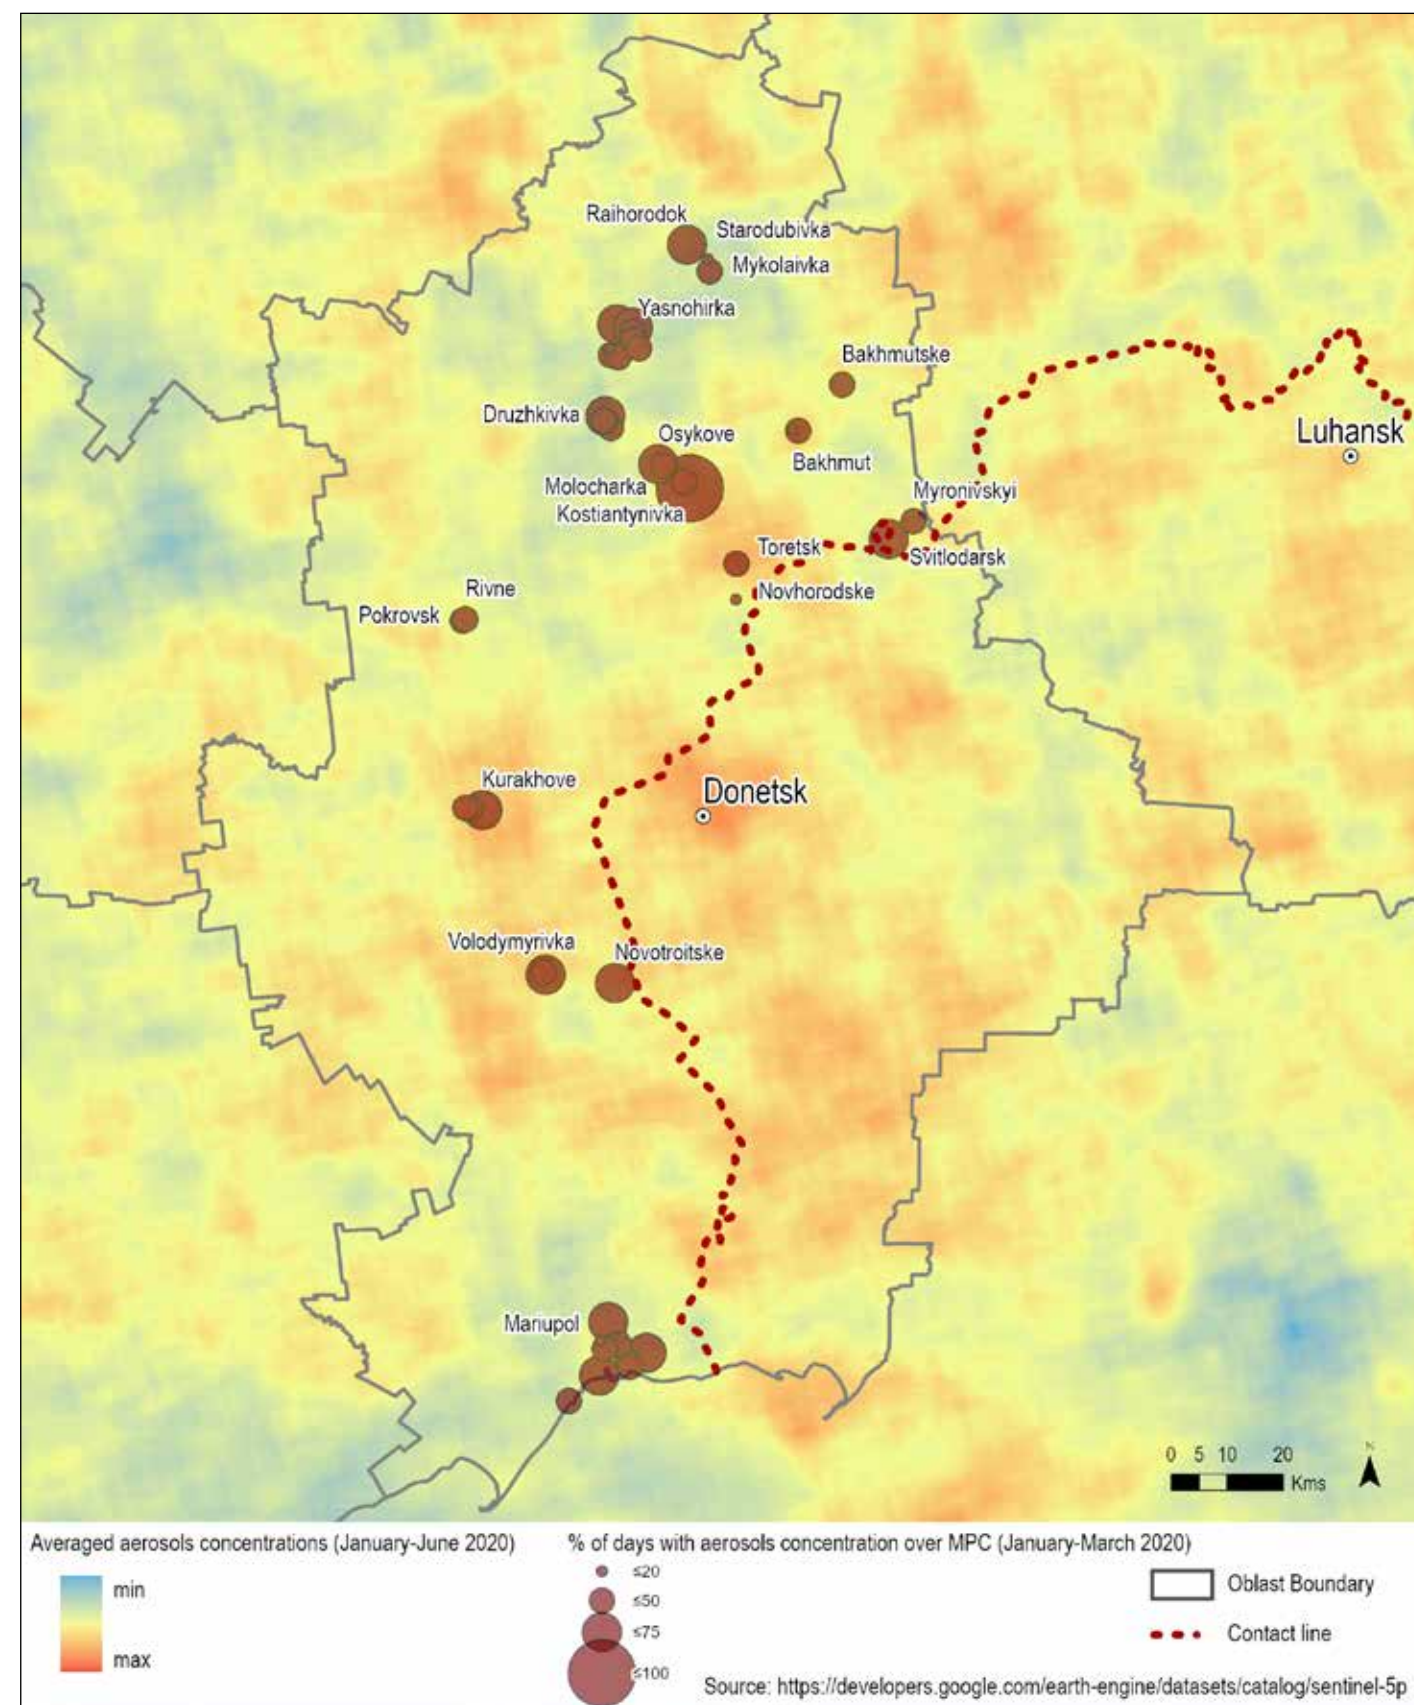 Raihorodok
Starodubivka
Mykolaivka
Yasnohirka
Bakhmutske
Druzhkivka
Osykove
Luhansk
Bakhmut
Molocharka
Myronivskyi
Kostiantynivka
Toretsk
Svitlodarsk
Rivne
Novhorodske
Pokrovsk
Kurakhove
Donetsk
Volodymyrivka
Novotroitske
Mariupol
N
0 5 10 20
Kms
Averaged aerosols concentrations (January-June 2020)
min
max
% of days with aerosols concentration over MPC (January-March 2020)
≤20
≤50
≤75
≤100
Oblast Boundary
Contact line
Source: https://developers.google.com/earth-engine/datasets/catalog/sentinel-5p